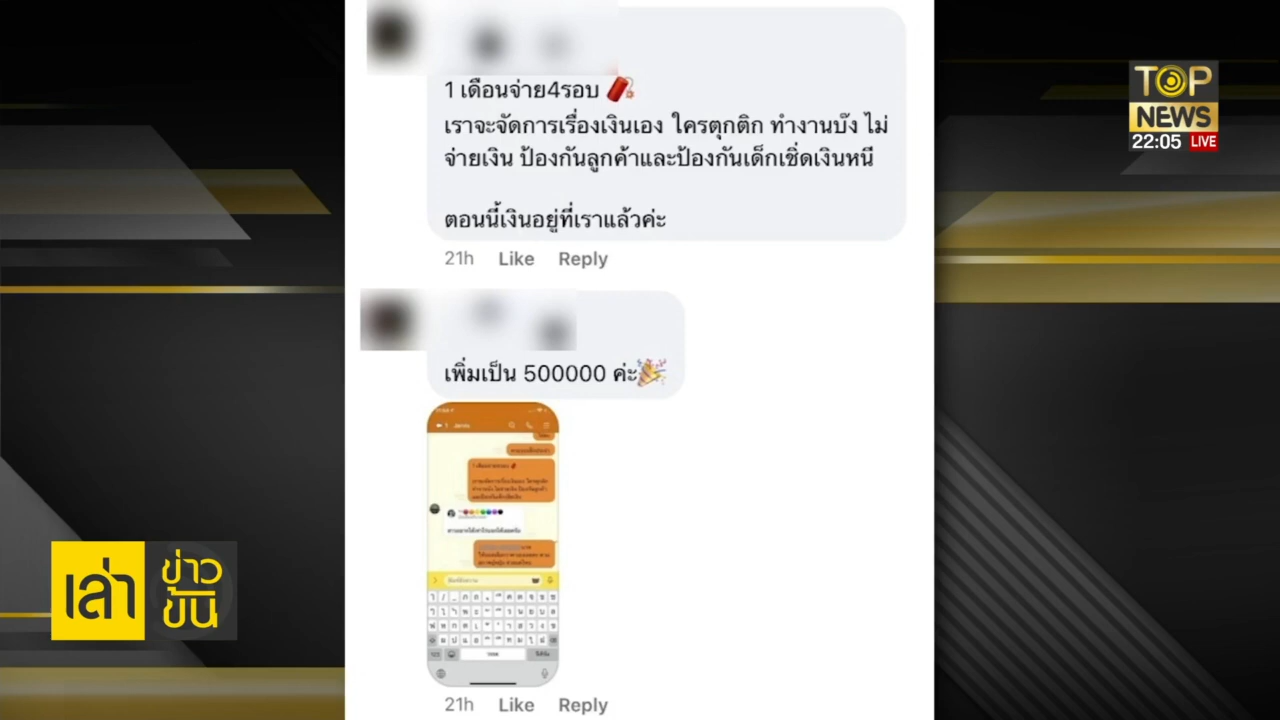 1 เดือนจ่าย4รอบ 🧨
เราจะจัดการเรื่องเงินเอง ใครตุกติก ทำงานบ๊ง ไม่
จ่ายเงิน ป้องกันลูกค้าและป้องกันเด็กเชิดเงินหนี
ตอนนี้เงินอยู่ที่เราแล้วค่ะ
21h Like Reply
เพิ่มเป็น 500000 ค่ะ🎉
21h Like Reply
TOP
NEWS
22:05 LIVE
เล่า
ข่าว
ข้น